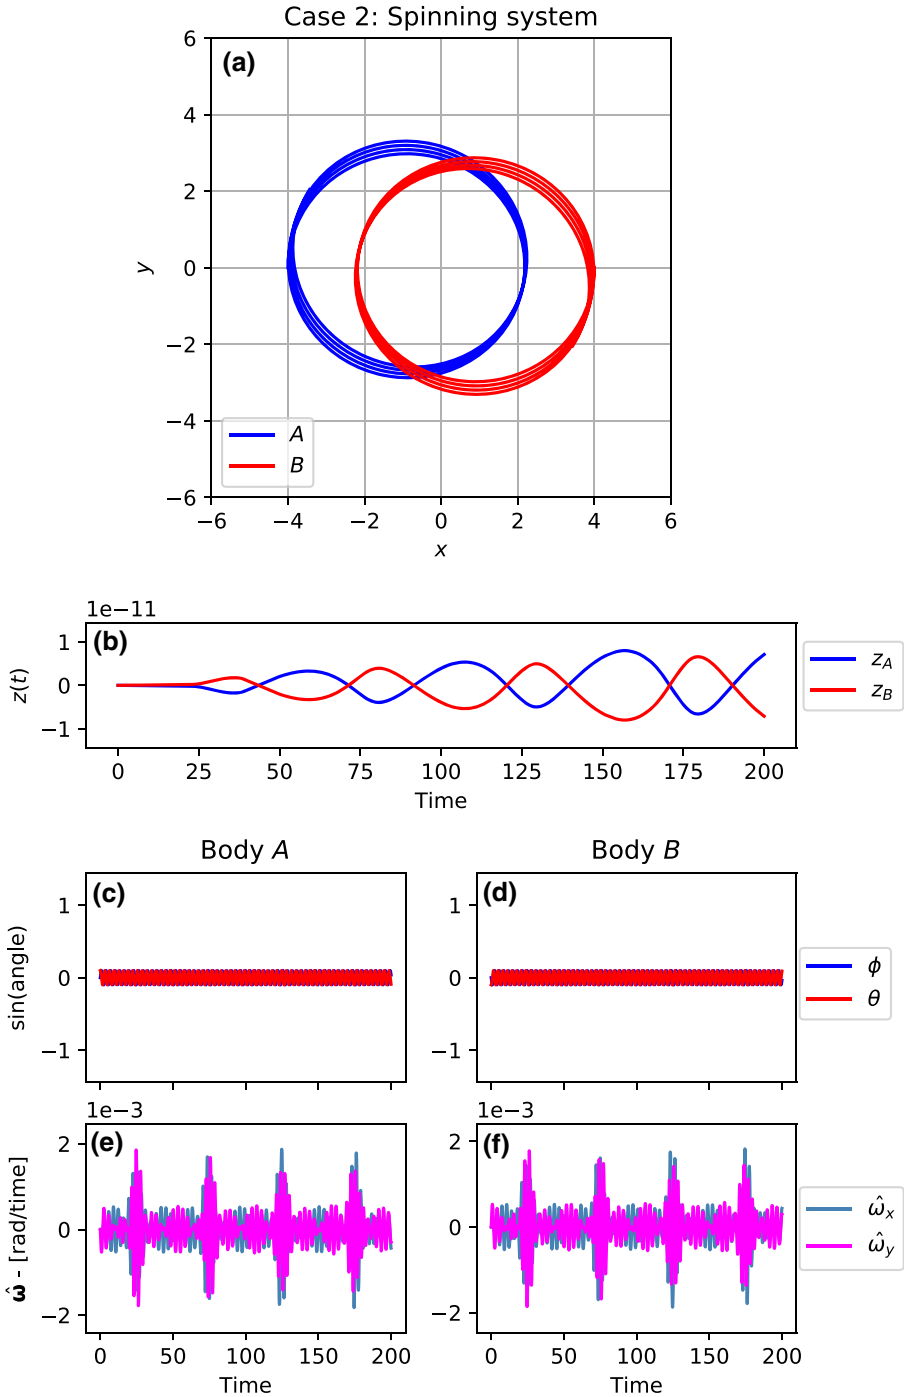 Case 2: Spinning system
(a)
6
4
2
0
−2
−4
−6
y
A
B
−6 −4 −2 0 2 4 6
x
1e−11
(b)
1
0
−1
z(t)
z_A
z_B
0 25 50 75 100 125 150 175 200
Time
Body A
Body B
(c)
(d)
1
0
−1
sin(angle)
1
0
−1
ϕ
θ
1e−3
1e−3
(e)
(f)
2
0
−2
ω̂ - [rad/time]
2
0
−2
ω̂_x
ω̂_y
0 50 100 150 200
0 50 100 150 200
Time
Time